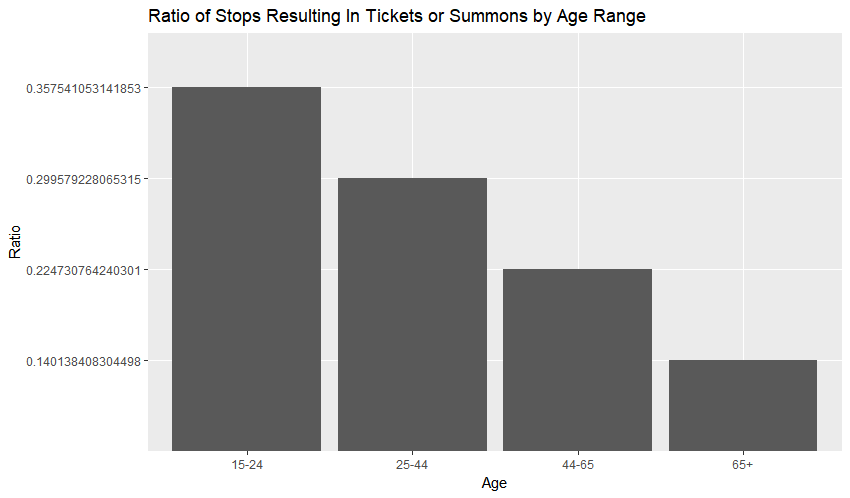 Ratio of Stops Resulting In Tickets or Summons by Age Range
0.357541053141853
0.299579228065315
0.224730764240301
0.140138408304498
Ratio
15-24
25-44
44-65
65+
Age